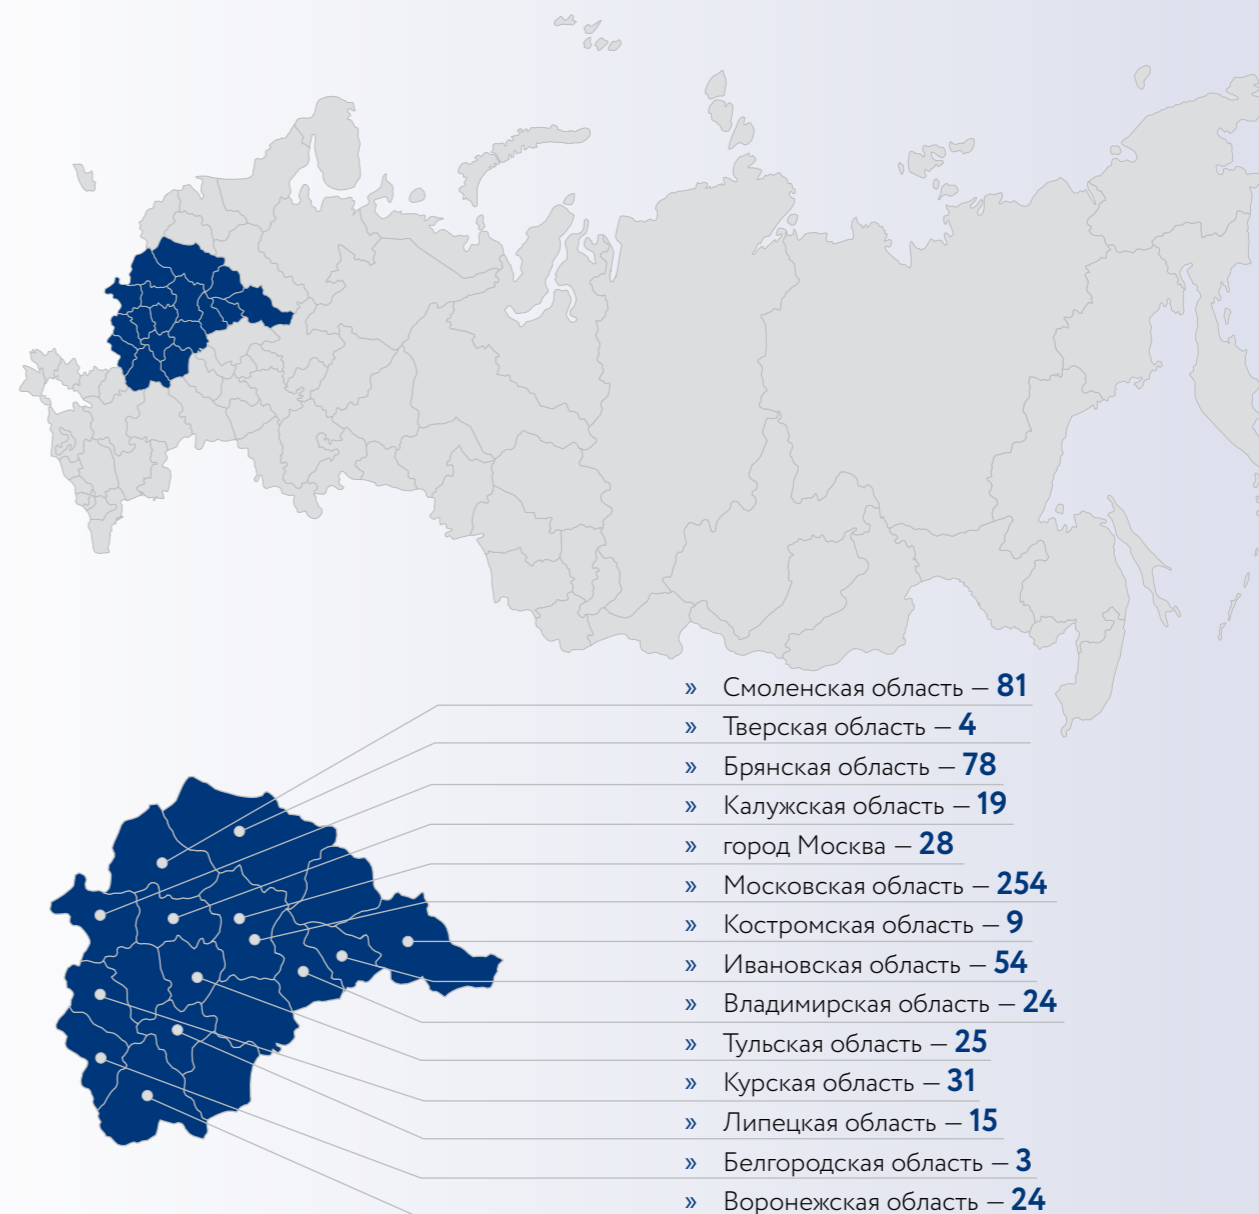 » Смоленская область – 81
» Тверская область – 4
» Брянская область – 78
» Калужская область – 19
» город Москва – 28
» Московская область – 254
» Костромская область – 9
» Ивановская область – 54
» Владимирская область – 24
» Тульская область – 25
» Курская область – 31
» Липецкая область – 15
» Белгородская область – 3
» Воронежская область – 24